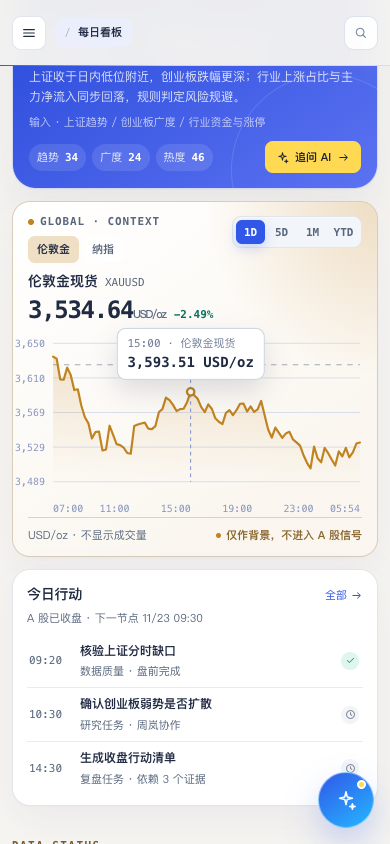 / 每日看板
上证收于日内低位附近，创业板跌幅更深；行业上涨占比与主
力净流入同步回落，规则判定风险规避。
输入 · 上证趋势 / 创业板广度 / 行业资金与涨停
趋势 34 广度 24 热度 46 追问 AI →
GLOBAL · CONTEXT
1D 5D 1M YTD
伦敦金 纳指
伦敦金现货 XAUUSD
3,534.64 USD/oz −2.49%
15:00 · 伦敦金现货
3,593.51 USD/oz
3,650
3,610
3,569
3,529
3,489
07:00 11:00 15:00 19:00 23:00 05:54
USD/oz · 不显示成交量
仅作背景，不进入 A 股信号
今日行动 全部 →
A 股已收盘 · 下一节点 11/23 09:30
09:20 核验上证分时缺口
数据质量 · 盘前完成
10:30 确认创业板弱势是否扩散
研究任务 · 周岚协作
14:30 生成收盘行动清单
复盘任务 · 依赖 3 个证据
DATA STATUS